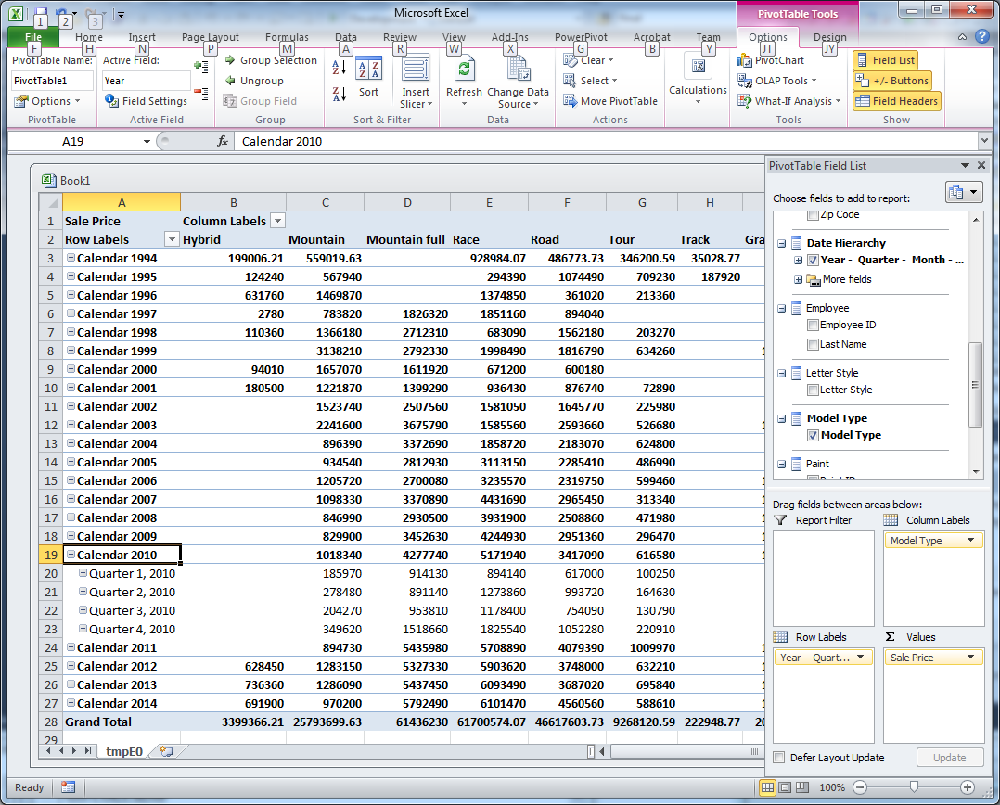 Microsoft Excel
PivotTable Tools
1 2 3
File Home Insert Page Layout Formulas Data Review View Add-Ins PowerPivot Acrobat Team Options Design
F H N P M A R W X G B Y JT JY
PivotTable Name: Active Field: Group Selection Clear PivotChart Field List
PivotTable1 Year Ungroup Sort Insert Slicer Refresh Change Data Source Select Calculations OLAP Tools +/- Buttons
Options Field Settings Group Field Move PivotTable What-If Analysis Field Headers
PivotTable Active Field Group Sort & Filter Data Actions Tools Show
A19 fx Calendar 2010
Book1
A B C D E F G H
1 Sale Price Column Labels
2 Row Labels Hybrid Mountain Mountain full Race Road Tour Track Gra
3 Calendar 1994 199006.21 559019.63 928984.07 486773.73 346200.59 35028.77
4 Calendar 1995 124240 567940 294390 1074490 709230 187920
5 Calendar 1996 631760 1469870 1374850 361020 213360
6 Calendar 1997 2780 783820 1826320 1851160 894040
7 Calendar 1998 110360 1366180 2712310 683090 1562180 203270
8 Calendar 1999 3138210 2792330 1998490 1816790 634260
9 Calendar 2000 94010 1657070 1611920 671200 600180
10 Calendar 2001 180500 1221870 1399290 936430 876740 72890
11 Calendar 2002 1523740 2507560 1581050 1645770 225980
12 Calendar 2003 2241600 3675790 1585560 2593660 526680
13 Calendar 2004 896390 3372690 1858720 2183070 624800
14 Calendar 2005 934540 2812930 3113150 2285410 486990
15 Calendar 2006 1205720 2700080 3235570 2319750 599460
16 Calendar 2007 1098330 3370890 4431690 2965450 313340
17 Calendar 2008 846990 2930500 3931900 2508860 471980
18 Calendar 2009 829900 3452630 4244930 2951360 296470
19 Calendar 2010 1018340 4277740 5171940 3417090 616580
20 Quarter 1, 2010 185970 914130 894140 617000 100250
21 Quarter 2, 2010 278480 891140 1273860 993720 164630
22 Quarter 3, 2010 204270 953810 1178400 754090 130790
23 Quarter 4, 2010 349620 1518660 1825540 1052280 220910
24 Calendar 2011 894730 5435980 5708890 4079390 1009970
25 Calendar 2012 628450 1283150 5327330 5903620 3748000 632210
26 Calendar 2013 736360 1286090 5437450 6093490 3687020 695840
27 Calendar 2014 691900 970200 5792490 6101470 4560560 588610
28 Grand Total 3399366.21 25793699.63 61436230 61700574.07 46617603.73 9268120.59 222948.77 20
29
tmpE0
Ready 100%
PivotTable Field List
Choose fields to add to report:
Zip Code
Date Hierarchy
Year - Quarter - Month - ...
More fields
Employee
Employee ID
Last Name
Letter Style
Letter Style
Model Type
Model Type
Paint
Paint ID
Drag fields between areas below:
Report Filter Column Labels
Model Type
Row Labels Σ Values
Year - Quart... Sale Price
Defer Layout Update Update